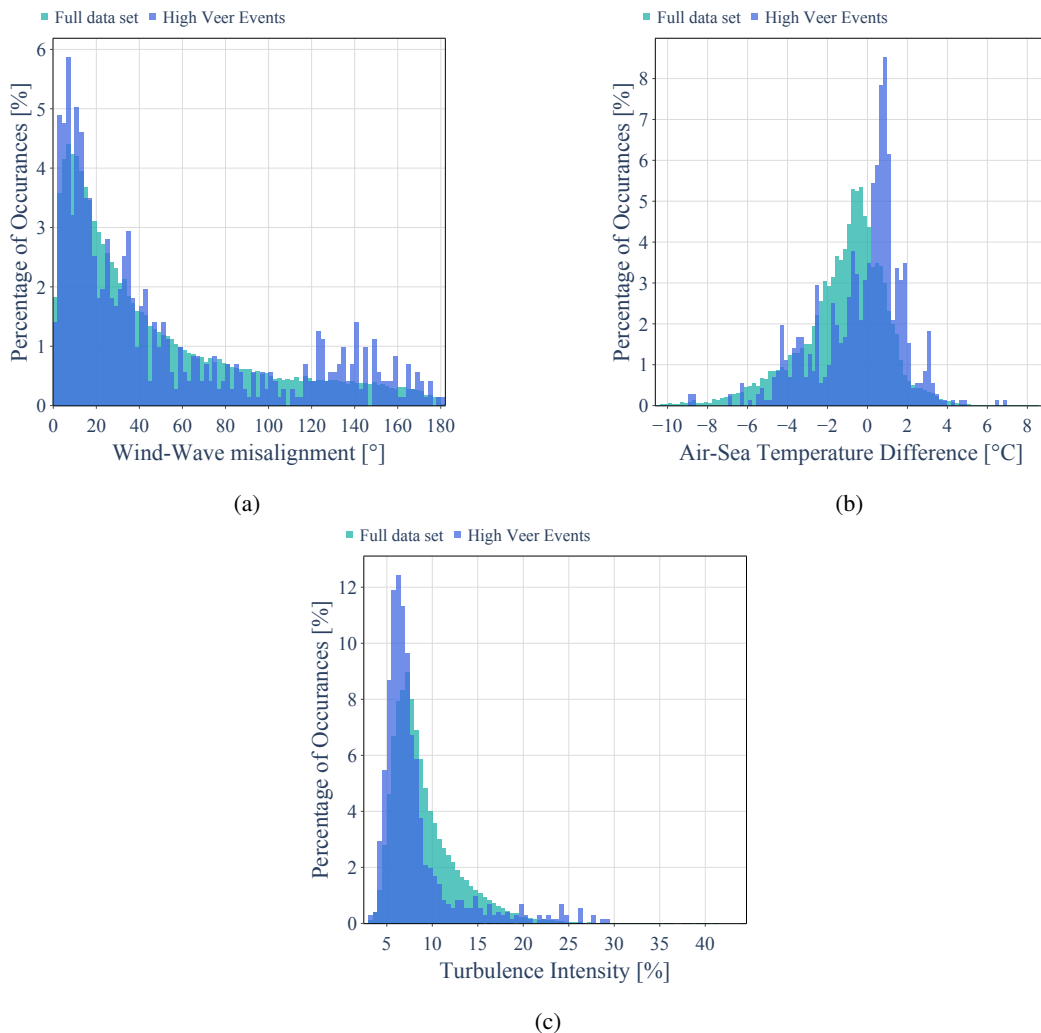 Full data set High Veer Events
Percentage of Occurances [%]
6
5
4
3
2
1
0
0 20 40 60 80 100 120 140 160 180
Wind-Wave misalignment [°]
(a)
Full data set High Veer Events
Percentage of Occurances [%]
8
7
6
5
4
3
2
1
0
−10 −8 −6 −4 −2 0 2 4 6 8
Air-Sea Temperature Difference [°C]
(b)
Full data set High Veer Events
Percentage of Occurances [%]
12
10
8
6
4
2
0
5 10 15 20 25 30 35 40
Turbulence Intensity [%]
(c)